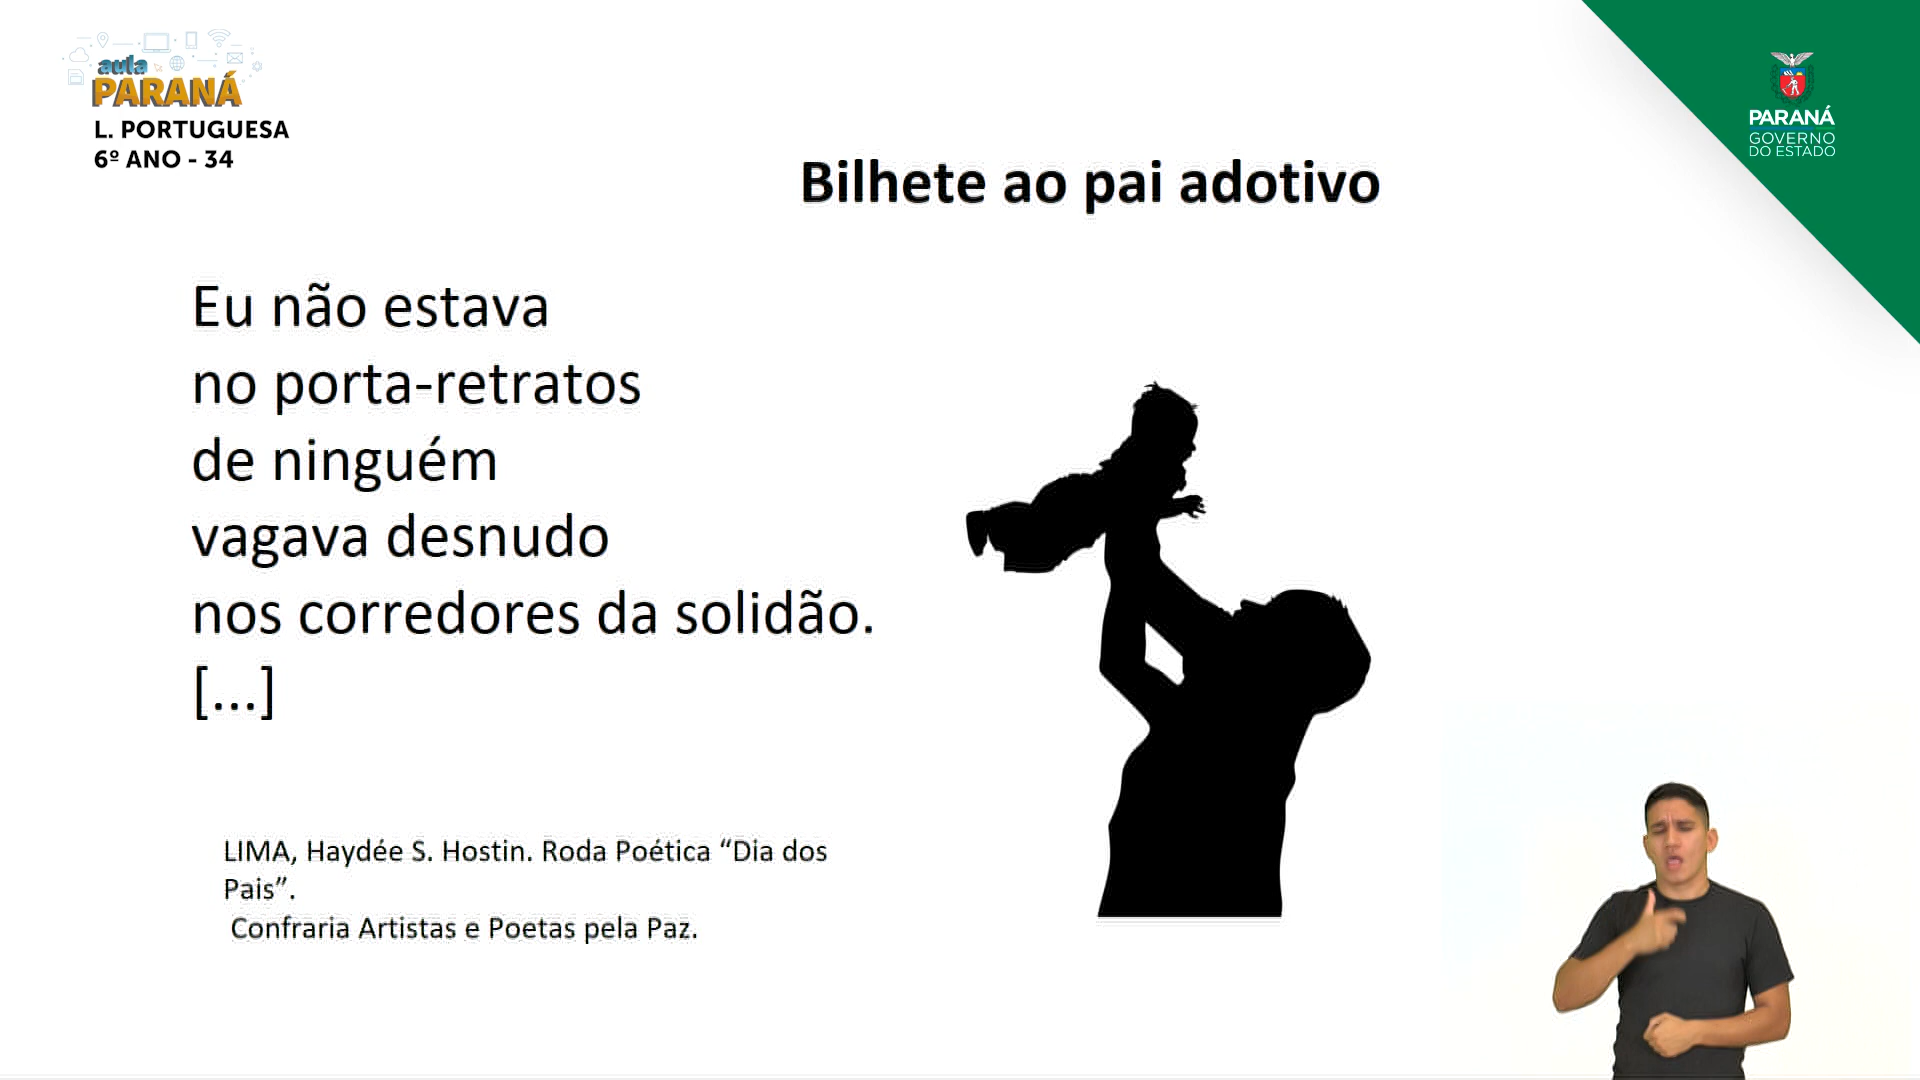 aula
PARANÁ
L. PORTUGUESA
6º ANO - 34
PARANÁ
GOVERNO
DO ESTADO
Bilhete ao pai adotivo
Eu não estava
no porta-retratos
de ninguém
vagava desnudo
nos corredores da solidão.
[...]
LIMA, Haydée S. Hostin. Roda Poética “Dia dos
Pais”.
Confraria Artistas e Poetas pela Paz.